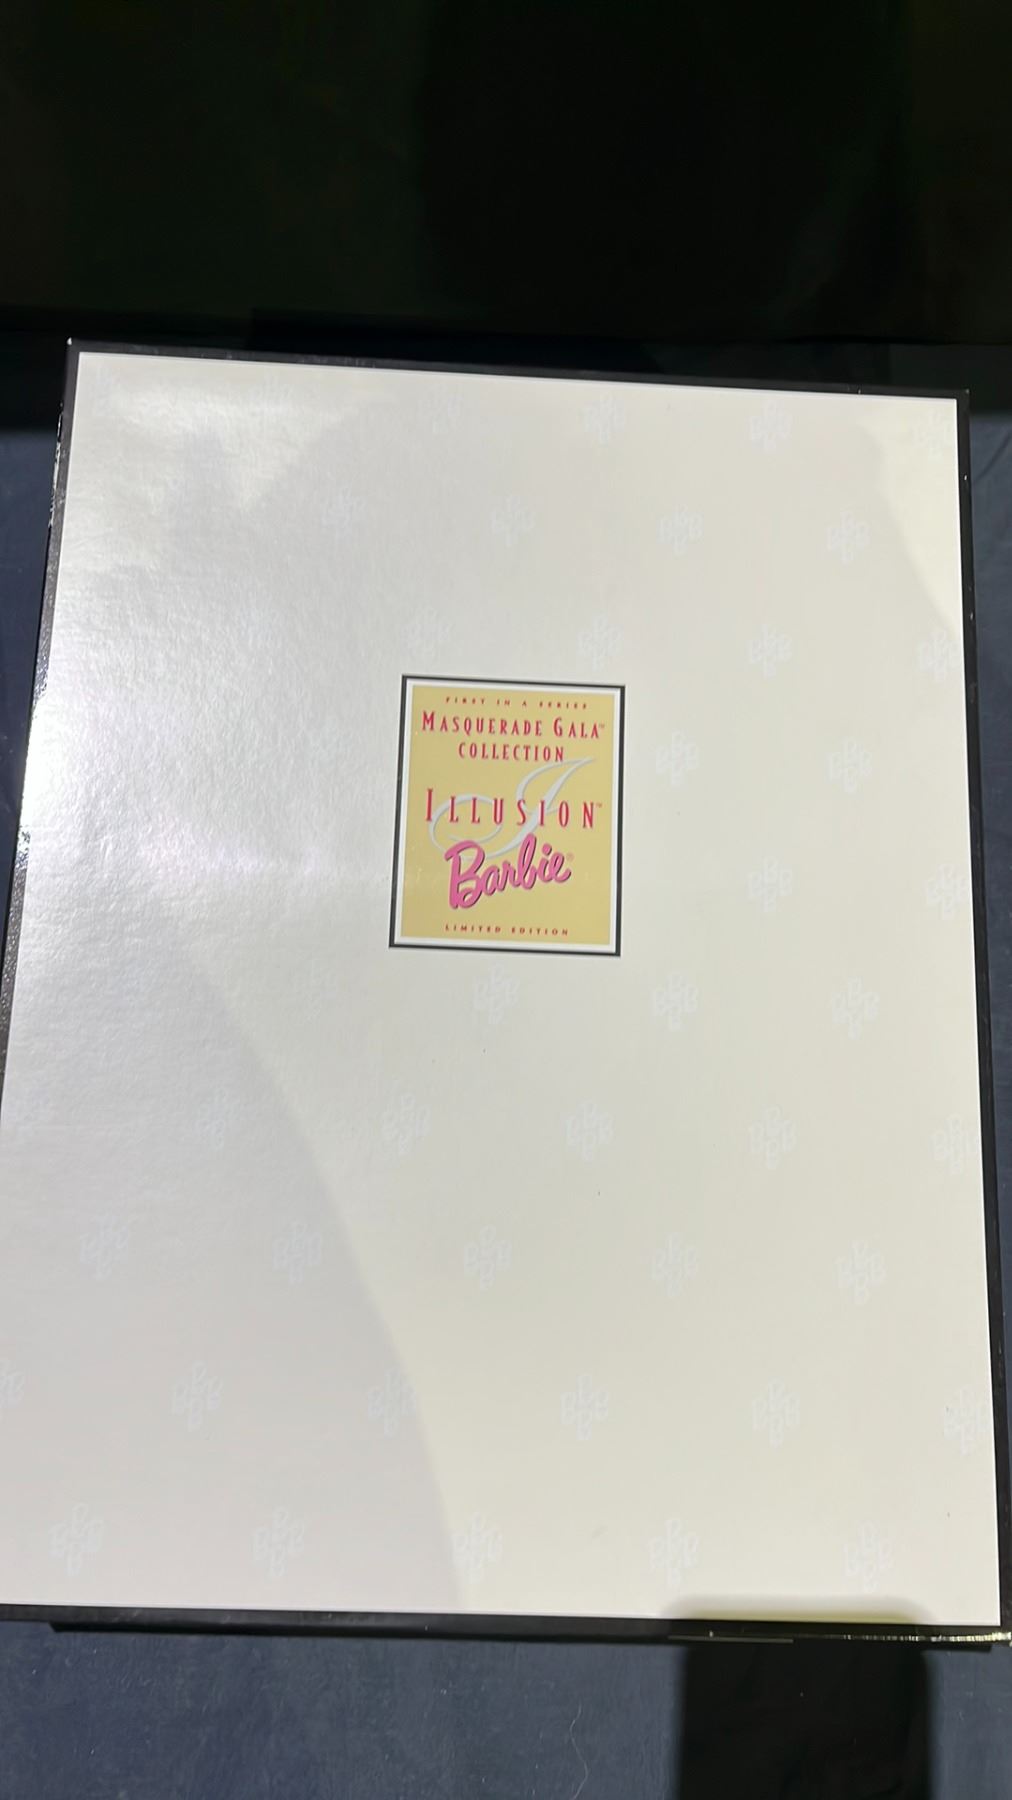 FIRST IN A SERIES
MASQUERADE GALA™
COLLECTION
ILLUSION™
Barbie®
LIMITED EDITION